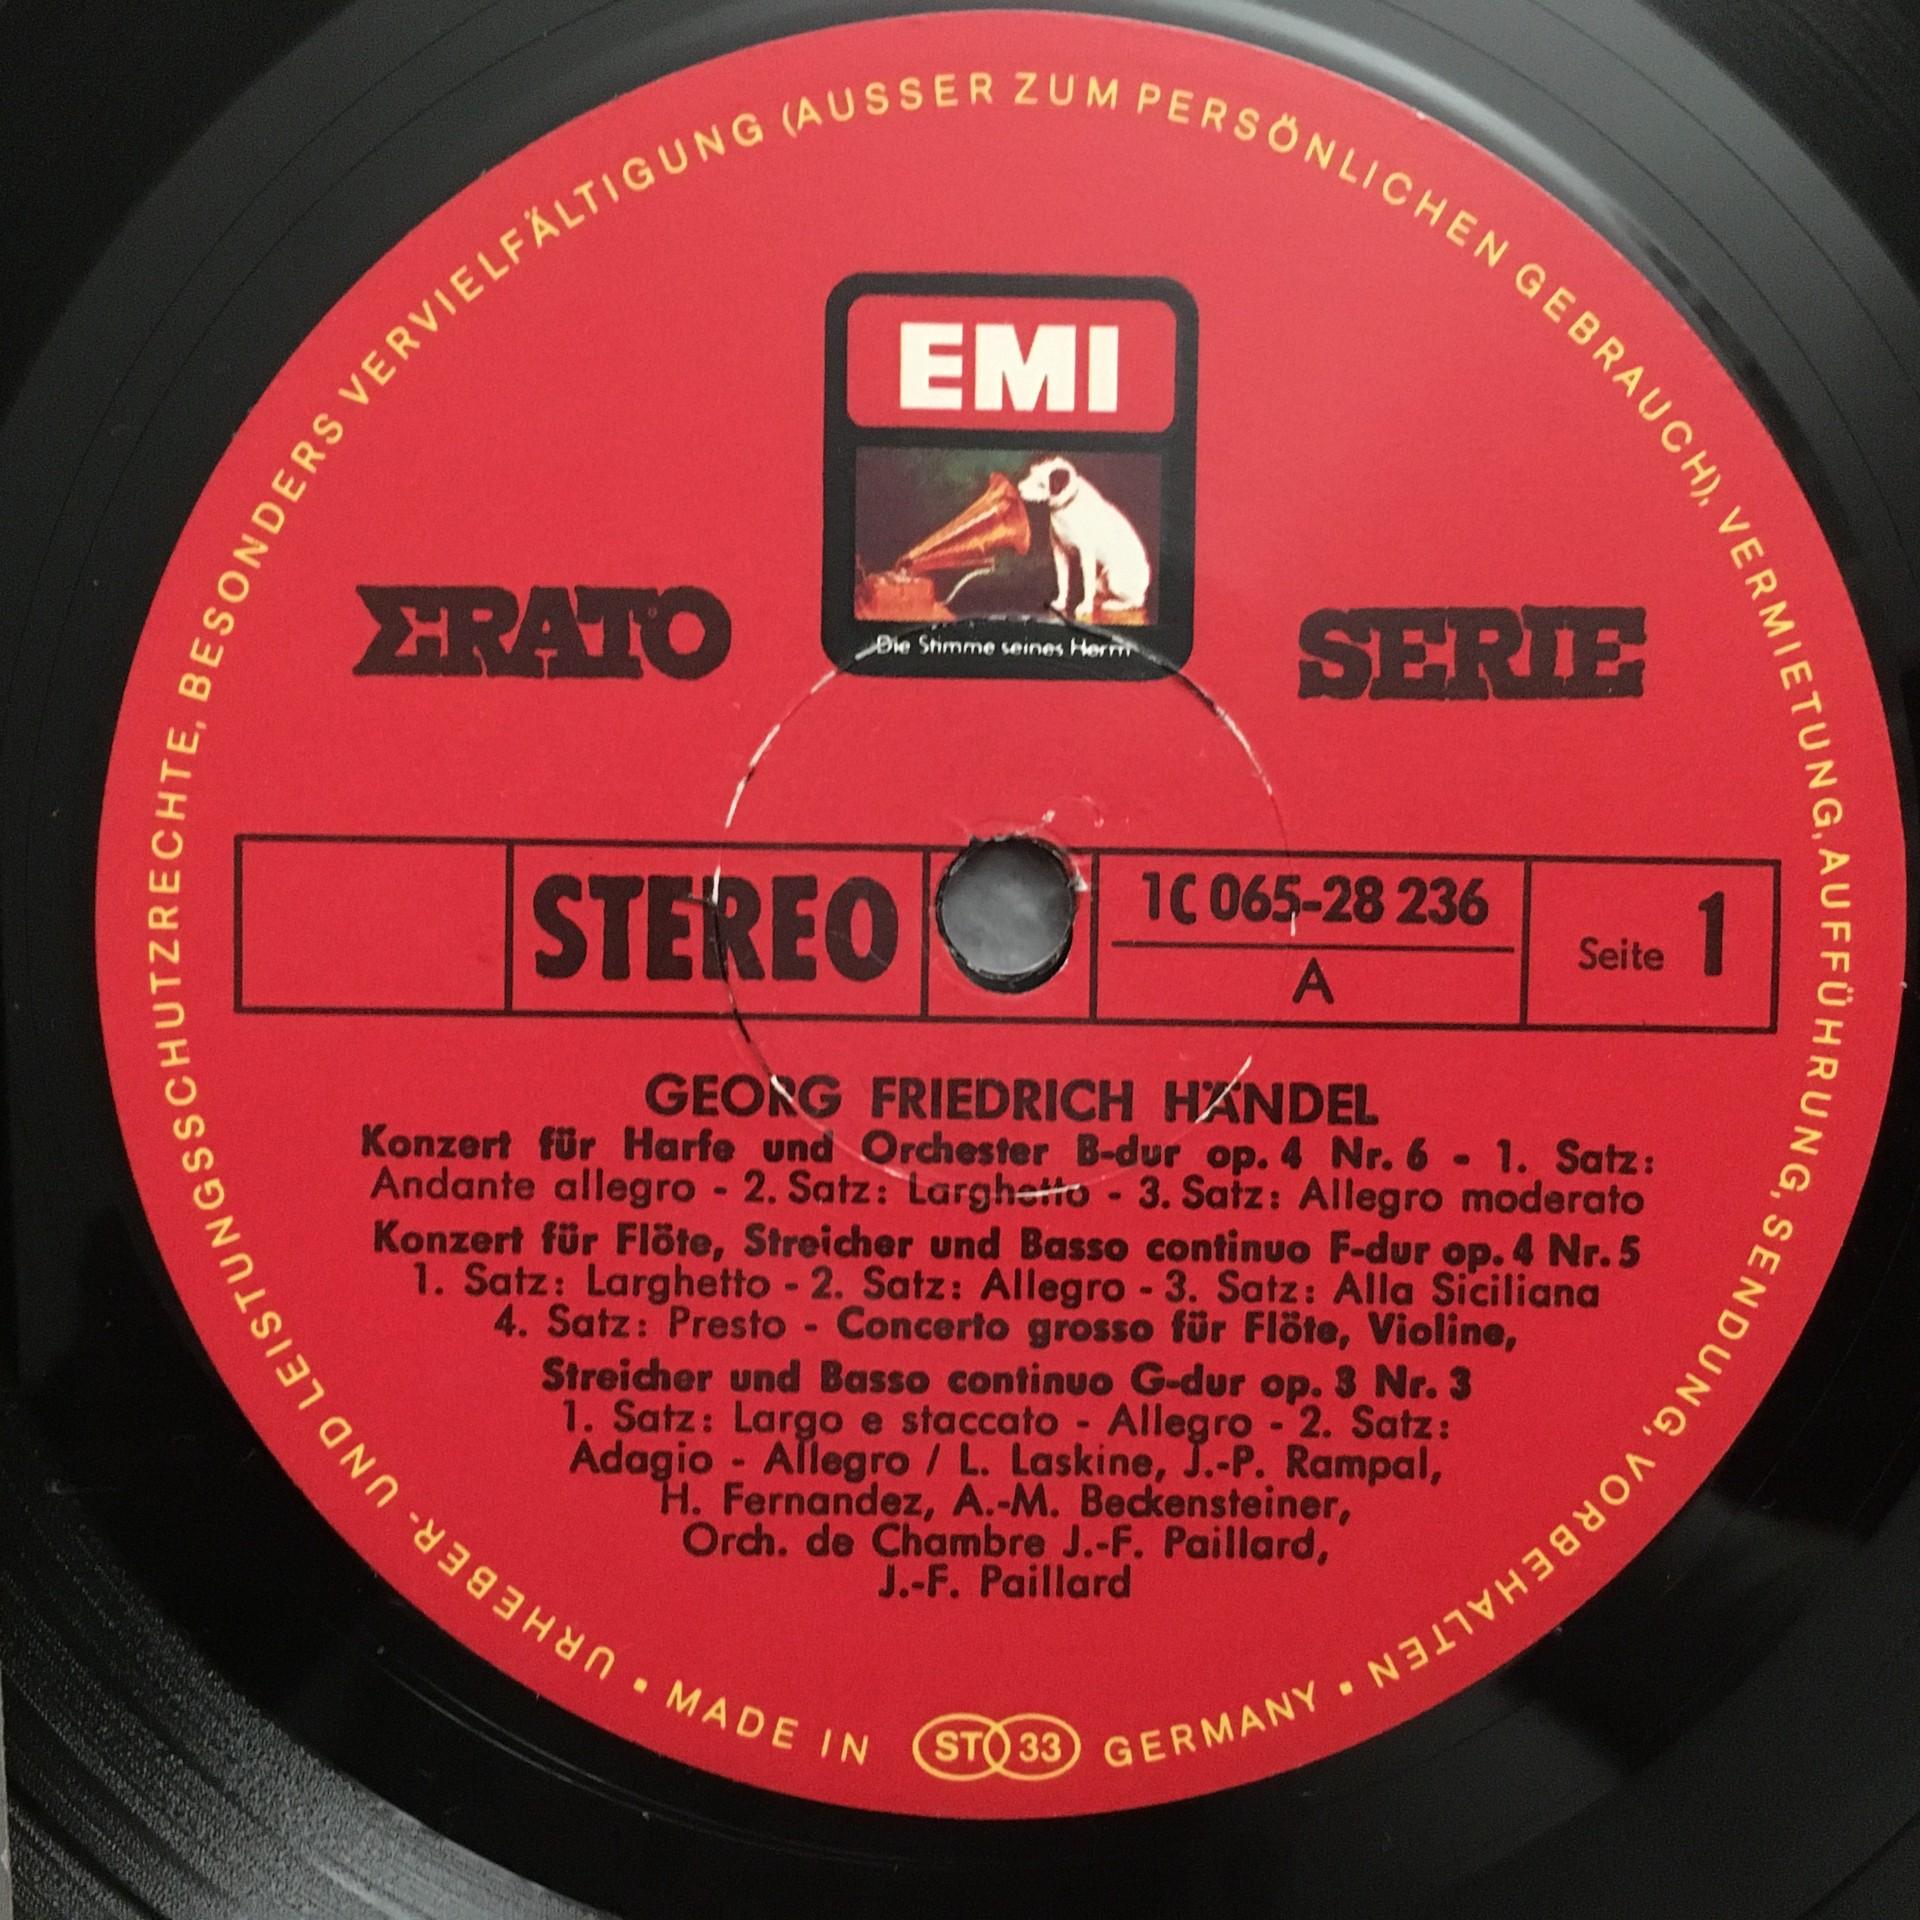 URHEBER- UND LEISTUNGSSCHUTZRECHTE, BESONDERS VERVIELFÄLTIGUNG (AUSSER ZUM PERSÖNLICHEN GEBRAUCH), VERMIETUNG, AUFFÜHRUNG, SENDUNG, VORBEHALTEN
EMI
Die Stimme seines Herrn
ERATO SERIE
STEREO
1C 065-28 236
A
Seite 1
GEORG FRIEDRICH HÄNDEL
Konzert für Harfe und Orchester B-dur op. 4 Nr. 6 - 1. Satz:
Andante allegro - 2. Satz: Larghetto - 3. Satz: Allegro moderato
Konzert für Flöte, Streicher und Basso continuo F-dur op. 4 Nr. 5
1. Satz: Larghetto - 2. Satz: Allegro - 3. Satz: Alla Siciliana
4. Satz: Presto - Concerto grosso für Flöte, Violine,
Streicher und Basso continuo G-dur op. 3 Nr. 3
1. Satz: Largo e staccato - Allegro - 2. Satz:
Adagio - Allegro / L. Laskine, J.-P. Rampal,
H. Fernandez, A.-M. Beckensteiner,
Orch. de Chambre J.-F. Paillard,
J.-F. Paillard
• MADE IN ST 33 GERMANY •